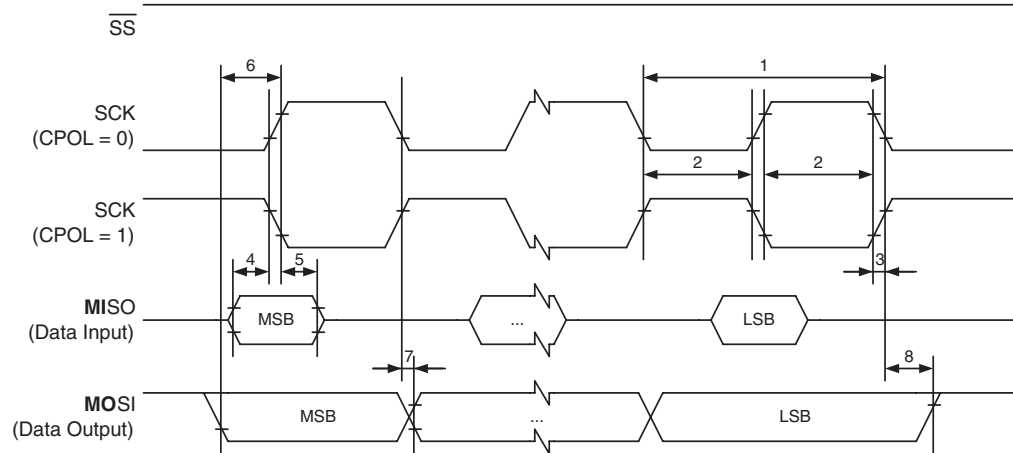 SS
6
1
SCK
(CPOL = 0)
2
2
SCK
(CPOL = 1)
4
5
3
MISO
(Data Input)
MSB
...
LSB
7
8
MOSI
(Data Output)
MSB
...
LSB